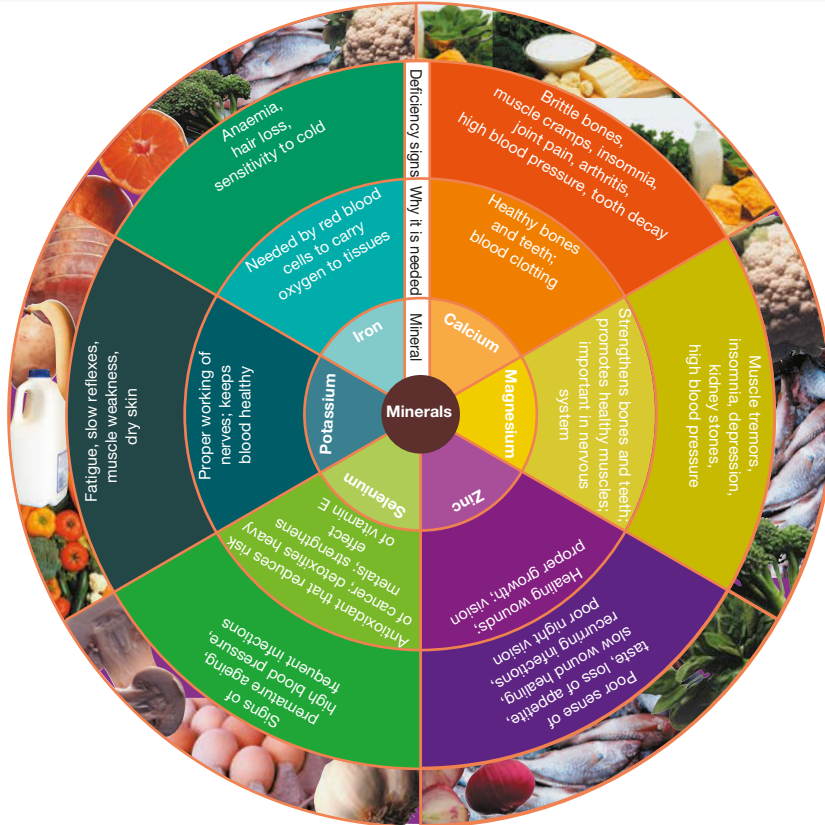 Minerals
Mineral
Why it is needed
Deficiency signs
Calcium
Healthy bones
and teeth;
blood clotting
Brittle bones,
muscle cramps, insomnia,
joint pain, arthritis,
high blood pressure, tooth decay
Magnesium
Strengthens bones and teeth;
promotes healthy muscles;
important in nervous
system
Muscle tremors,
insomnia, depression,
kidney stones,
high blood pressure
Zinc
Healing wounds;
proper growth; vision
Poor sense of
taste, loss of appetite,
slow wound healing,
recurring infections,
poor night vision
Selenium
Antioxidant that reduces risk
of cancer; detoxifies heavy
metals; strengthens
effect
of vitamin E
Signs of
premature ageing,
high blood pressure,
frequent infections
Potassium
Proper working of
nerves; keeps
blood healthy
Fatigue, slow reflexes,
muscle weakness,
dry skin
Iron
Needed by red blood
cells to carry
oxygen to tissues
Anaemia,
hair loss,
sensitivity to cold